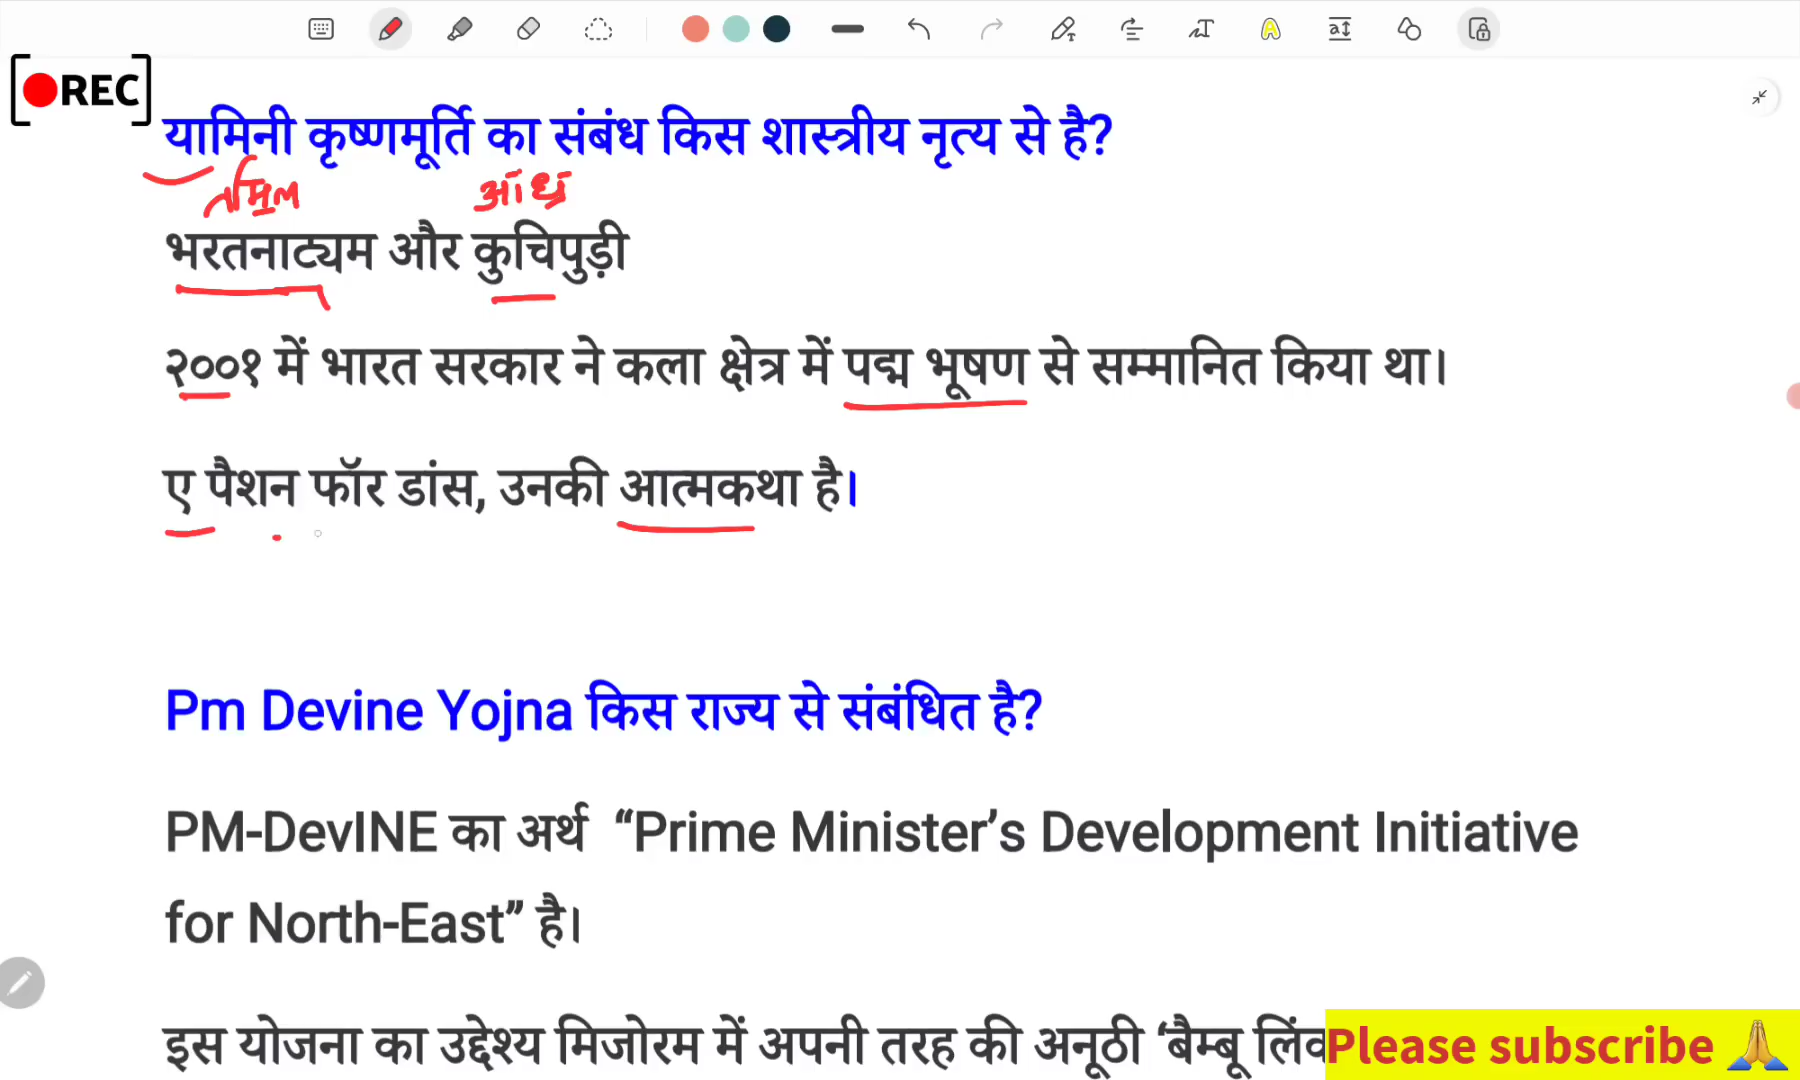 REC
यामिनी कृष्णमूर्ति का संबंध किस शास्त्रीय नृत्य से है?
तमिल आंध्र
भरतनाट्यम और कुचिपुड़ी
२००१ में भारत सरकार ने कला क्षेत्र में पद्म भूषण से सम्मानित किया था।
ए पैशन फॉर डांस, उनकी आत्मकथा है।
Pm Devine Yojna किस राज्य से संबंधित है?
PM-DevINE का अर्थ “Prime Minister’s Development Initiative
for North-East” है।
इस योजना का उद्देश्य मिजोरम में अपनी तरह की अनूठी ‘बैम्बू
Please subscribe 🙏